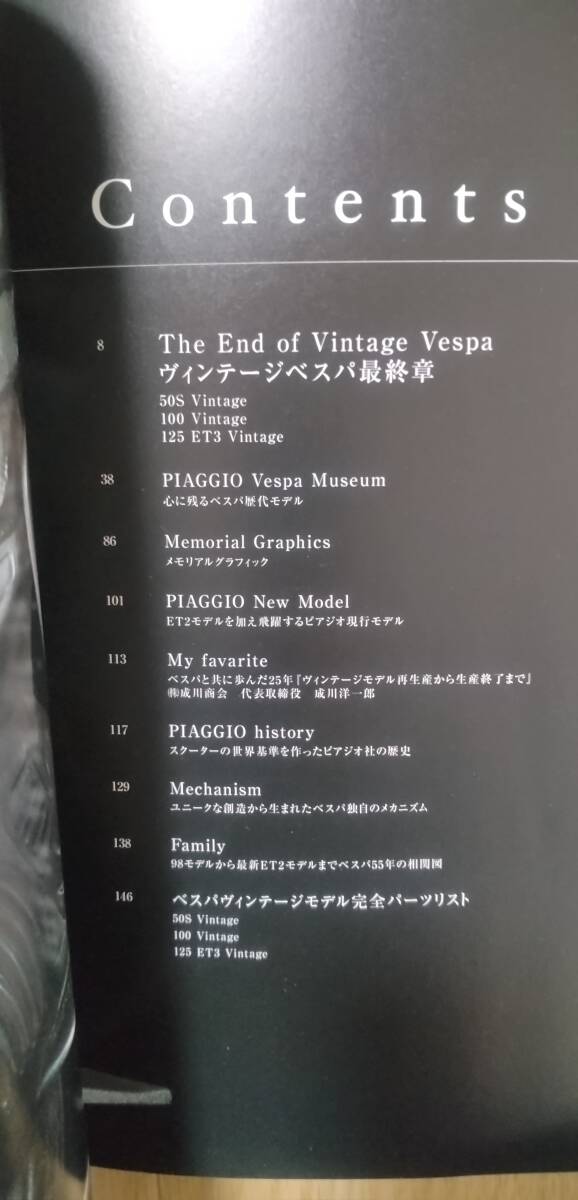 Contents
8
The End of Vintage Vespa
ヴィンテージベスパ最終章
50S Vintage
100 Vintage
125 ET3 Vintage
38
PIAGGIO Vespa Museum
心に残るベスパ歴代モデル
86
Memorial Graphics
メモリアルグラフィック
101
PIAGGIO New Model
ET2モデルを加え飛躍するピアジオ現行モデル
113
My favarite
ベスパと共に歩んだ25年『ヴィンテージモデル再生産から生産終了まで』
㈱成川商会 代表取締役 成川洋一郎
117
PIAGGIO history
スクーターの世界基準を作ったピアジオ社の歴史
129
Mechanism
ユニークな創造から生まれたベスパ独自のメカニズム
138
Family
98モデルから最新ET2モデルまでベスパ55年の相関図
146
ベスパヴィンテージモデル完全パーツリスト
50S Vintage
100 Vintage
125 ET3 Vintage